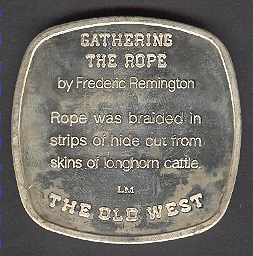 GATHERING
THE ROPE
by Frederic Remington
Rope was braided in
strips of hide cut from
skins of longhorn cattle.
LM
THE OLD WEST